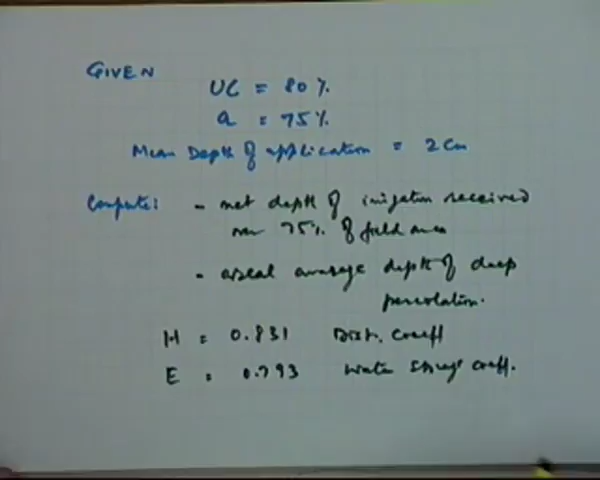 GIVEN
UC = 80%
a = 75%
Mean Depth of application = 2 cm
Compute: - net depth of irrigation received
over 75% of field area
- areal average depth of deep
percolation.
H = 0.831 Dist. Coeff
E = 0.793 Water storage coeff.